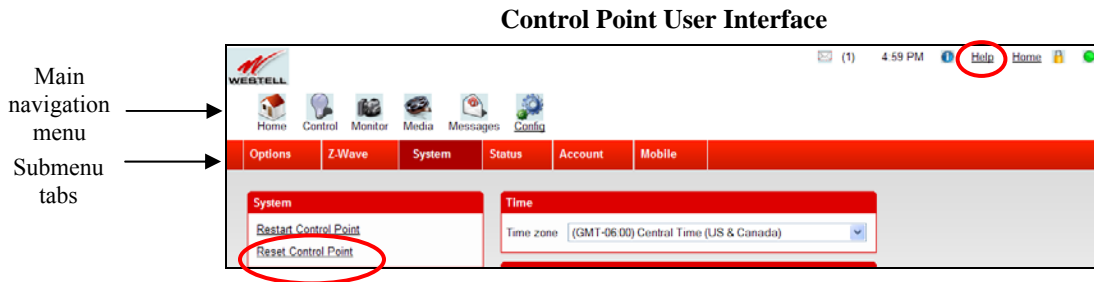 Control Point User Interface
WESTELL
(1) 4:59 PM Help Home
Main
navigation
menu
Home Control Monitor Media Messages Config
Submenu
tabs
Options Z-Wave System Status Account Mobile
System
Restart Control Point
Reset Control Point
Time
Time zone (GMT-06:00) Central Time (US & Canada)